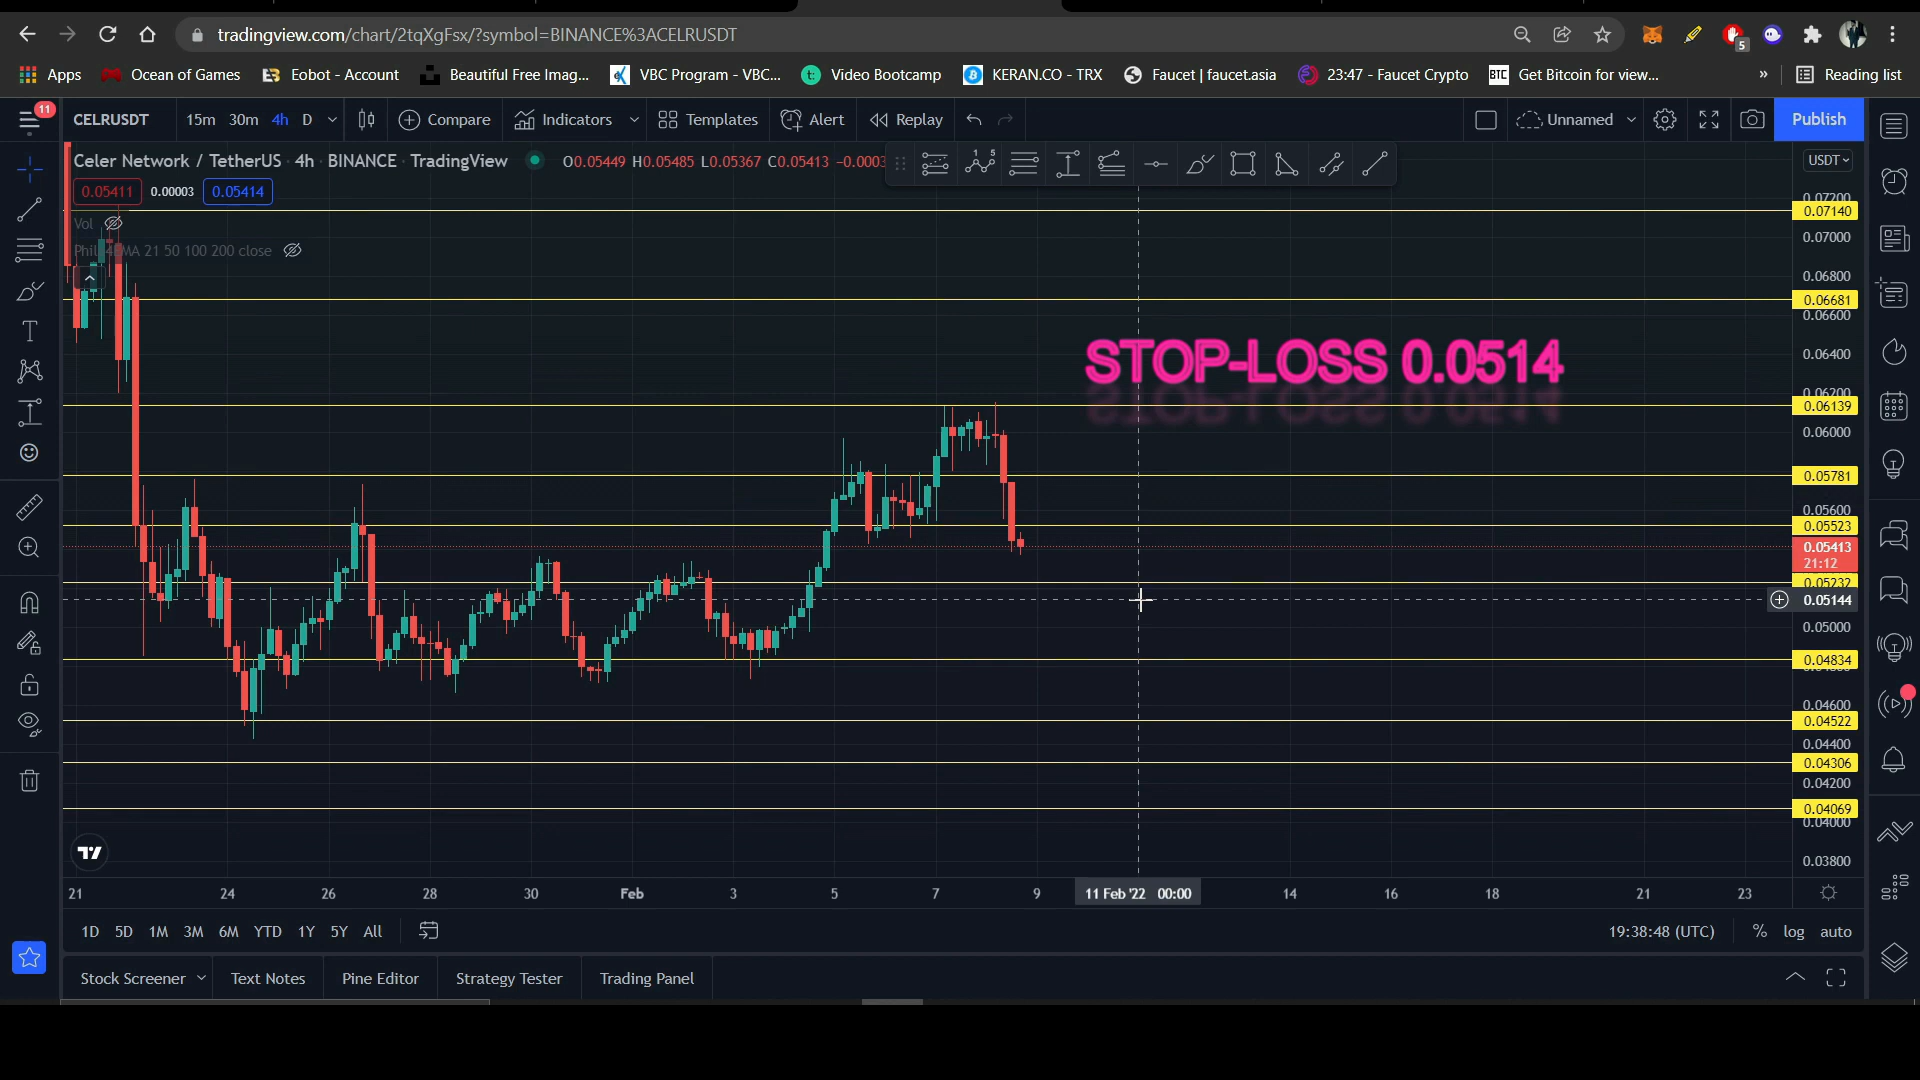 tradingview.com/chart/2tqXgFsx/?symbol=BINANCE%3ACELRUSDT
5
Apps Ocean of Games Eobot - Account Beautiful Free Imag... VBC Program - VBC... Video Bootcamp KERAN.CO - TRX Faucet | faucet.asia 23:47 - Faucet Crypto BTC Get Bitcoin for view... » Reading list
11
CELRUSDT 15m 30m 4h D Compare Indicators Templates Alert Replay Unnamed Publish
Celer Network / TetherUS · 4h · BINANCE · TradingView O0.05449 H0.05485 L0.05367 C0.05413 −0.0003
USDT
0.05411 0.00003 0.05414
Vol
EMA 21 50 100 200 close
STOP-LOSS 0.0514
0.07200
0.07140
0.07000
0.06800
0.06681
0.06600
0.06400
0.06200
0.06139
0.06000
0.05781
0.05600
0.05523
0.05413
21:12
0.05232
0.05144
0.05000
0.04834
0.04600
0.04522
0.04400
0.04306
0.04200
0.04069
0.04000
0.03800
21 24 26 28 30 Feb 3 5 7 9 11 Feb '22 00:00 14 16 18 21 23
1D 5D 1M 3M 6M YTD 1Y 5Y All 19:38:48 (UTC) % log auto
Stock Screener Text Notes Pine Editor Strategy Tester Trading Panel